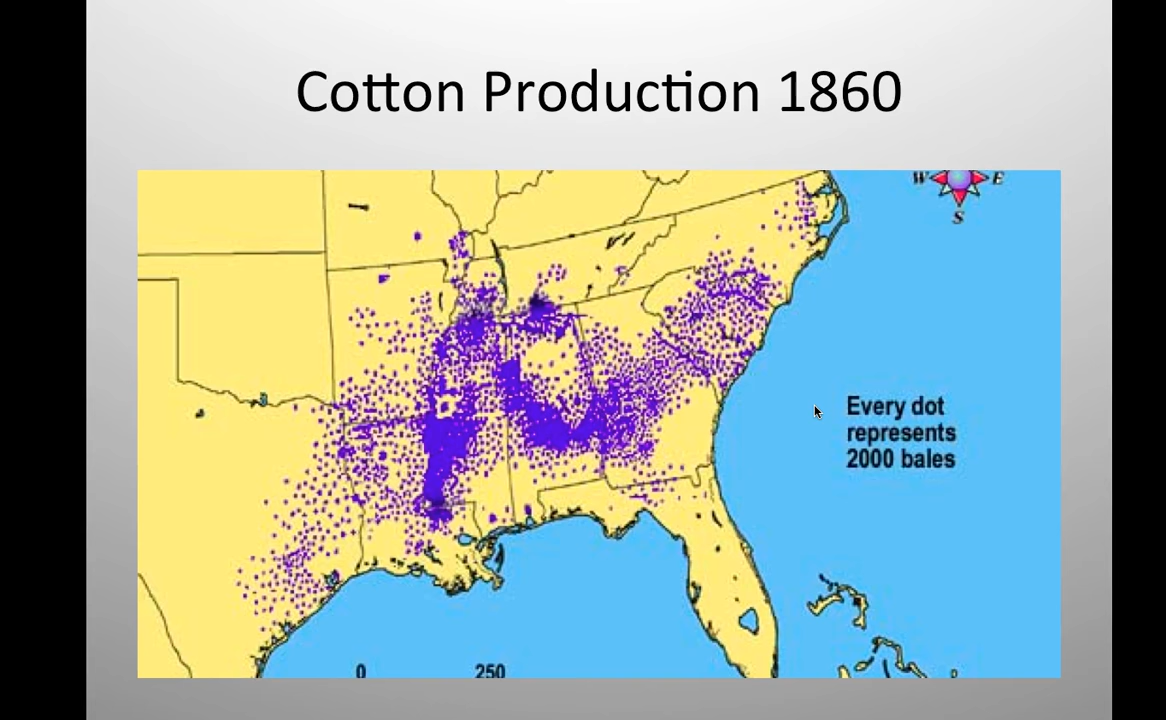 Cotton Production 1860
W E
S
Every dot
represents
2000 bales
0 250